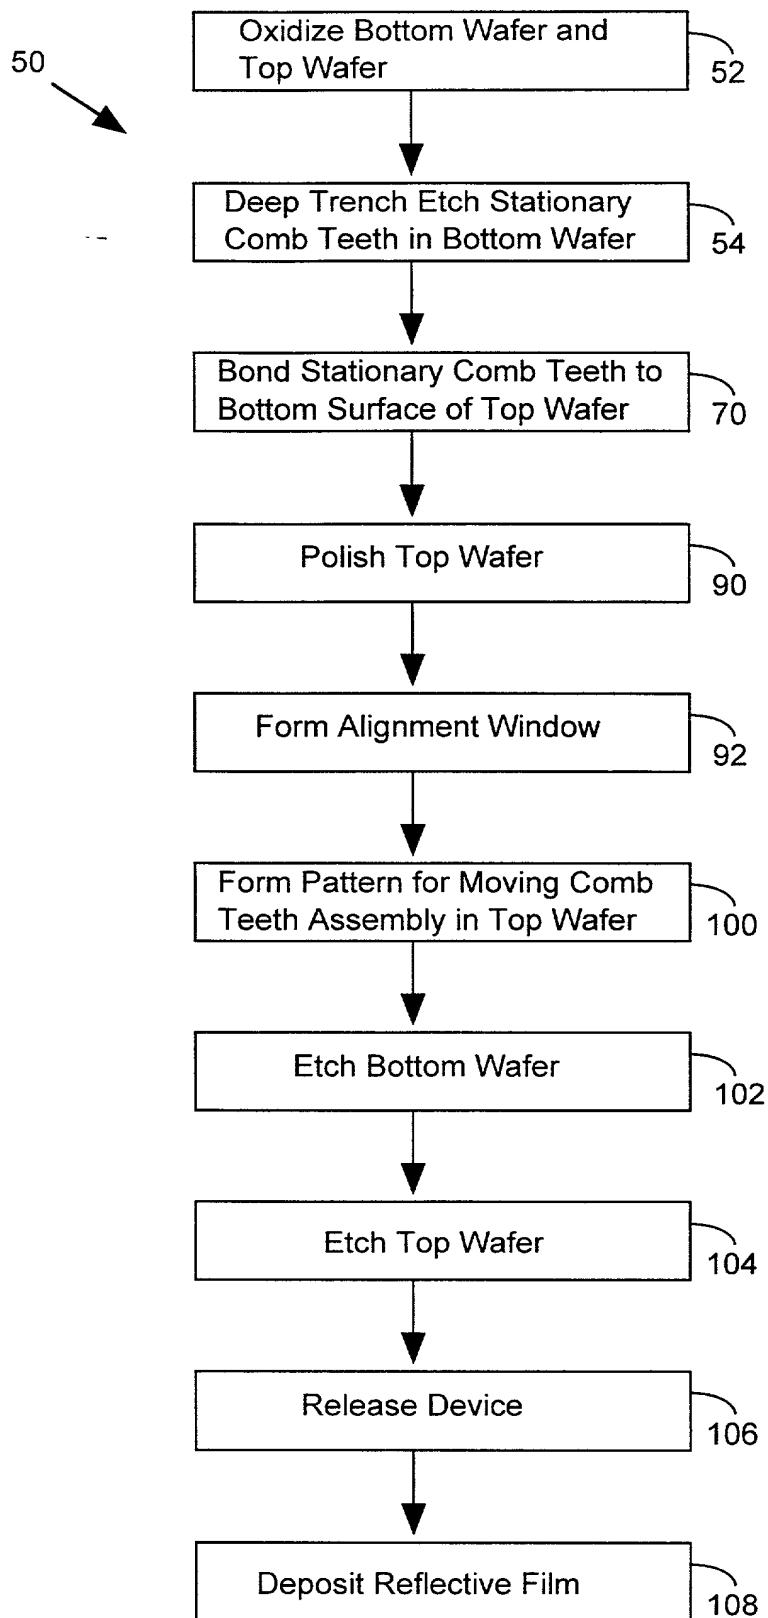 50
Oxidize Bottom Wafer and
Top Wafer
52
Deep Trench Etch Stationary
Comb Teeth in Bottom Wafer
54
Bond Stationary Comb Teeth to
Bottom Surface of Top Wafer
70
Polish Top Wafer
90
Form Alignment Window
92
Form Pattern for Moving Comb
Teeth Assembly in Top Wafer
100
Etch Bottom Wafer
102
Etch Top Wafer
104
Release Device
106
Deposit Reflective Film
108